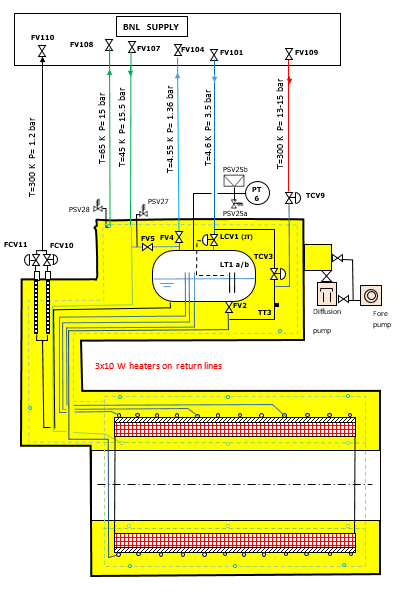 BNL SUPPLY
FV110
FV108
FV107
FV104
FV101
FV109
T=300 K P= 1.2 bar
T=65 K P= 15 bar
T=45 K P= 15.5 bar
T=4.55 K P= 1.36 bar
T=4.6 K P= 3.5 bar
T=300 K P= 13-15 bar
PSV25b
PT
6
PSV25a
TCV9
PSV28
PSV27
FCV11
FCV10
FV5
FV4
LCV1 (3T)
TCV3
LT1 a/b
FV2
TT3
Diffusion
pump
Fore
pump
3x10 W heaters on return lines